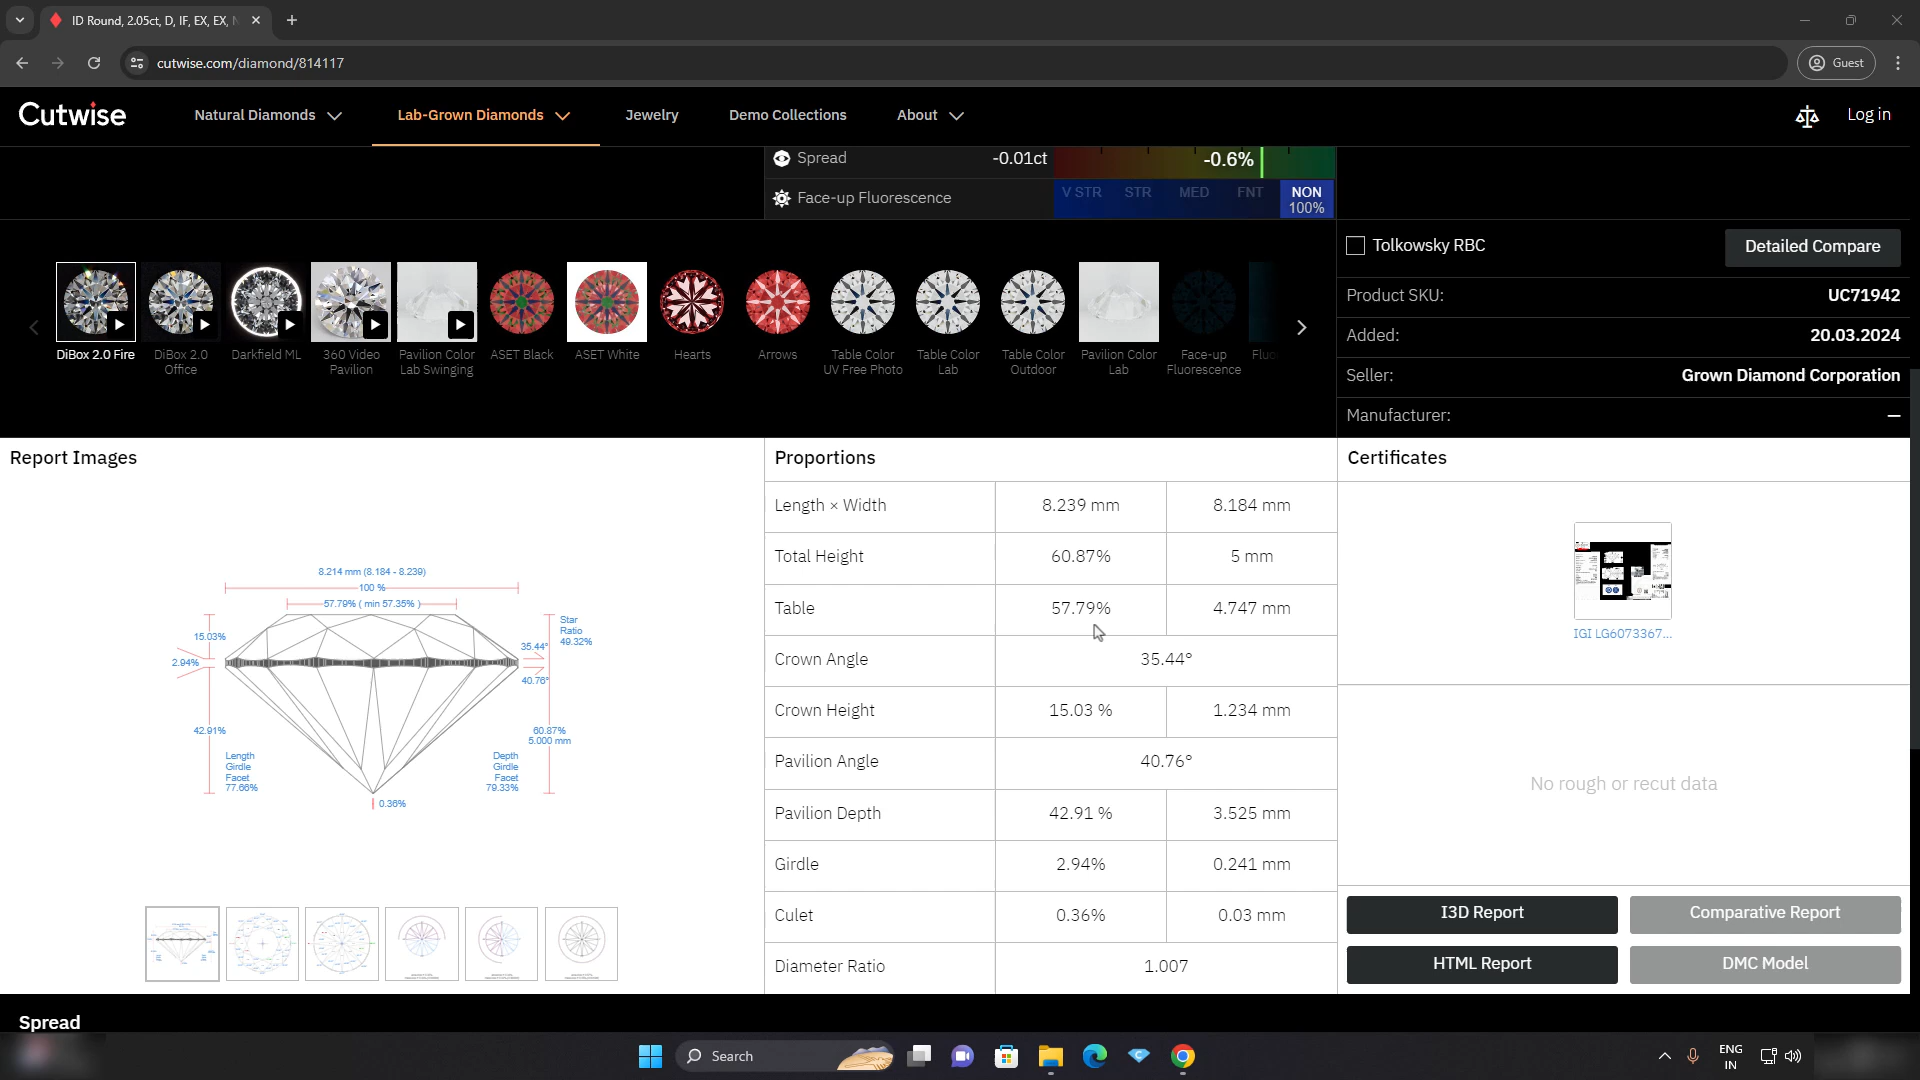 ID Round, 2.05ct, D, IF, EX, EX,
cutwise.com/diamond/814117
Guest
Cutwise
Natural Diamonds
Lab-Grown Diamonds
Jewelry
Demo Collections
About
Log in
Spread
-0.01ct
-0.6%
Face-up Fluorescence
V STR
STR
MED
FNT
NON
100%
DiBox 2.0 Fire
DiBox 2.0
Office
Darkfield ML
360 Video
Pavilion
Pavilion Color
Lab Swinging
ASET Black
ASET White
Hearts
Arrows
Table Color
UV Free Photo
Table Color
Lab
Table Color
Outdoor
Pavilion Color
Lab
Face-up
Fluorescence
Tolkowsky RBC
Detailed Compare
Product SKU:
UC71942
Added:
20.03.2024
Seller:
Grown Diamond Corporation
Manufacturer:
–
Report Images
8.214 mm (8.184 - 8.239)
100 %
57.79% ( min 57.35% )
15.03%
2.94%
42.91%
Length
Girdle
Facet
77.66%
Star
Ratio
49.32%
35.44°
40.76°
60.87%
5.000 mm
Depth
Girdle
Facet
79.33%
0.36%
Proportions
Length × Width
8.239 mm
8.184 mm
Total Height
60.87%
5 mm
Table
57.79%
4.747 mm
Crown Angle
35.44°
Crown Height
15.03 %
1.234 mm
Pavilion Angle
40.76°
Pavilion Depth
42.91 %
3.525 mm
Girdle
2.94%
0.241 mm
Culet
0.36%
0.03 mm
Diameter Ratio
1.007
Certificates
IGI LG6073367...
No rough or recut data
I3D Report
Comparative Report
HTML Report
DMC Model
Spread
Search
ENG
IN